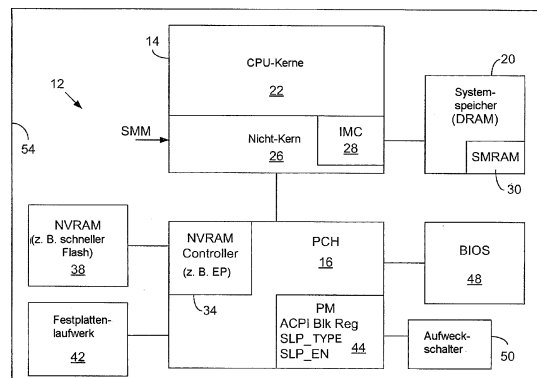 14
CPU-Kerne
22
20
System-
speicher
(DRAM)
12
SMM
Nicht-Kern
26
IMC
28
SMRAM
54
30
NVRAM
(z. B. schneller
Flash)
38
NVRAM
Controller
(z. B. EP)
PCH
16
BIOS
48
34
Festplatten-
laufwerk
42
PM
ACPI Blk Reg
SLP_TYPE
SLP_EN
44
Aufweck-
schalter
50